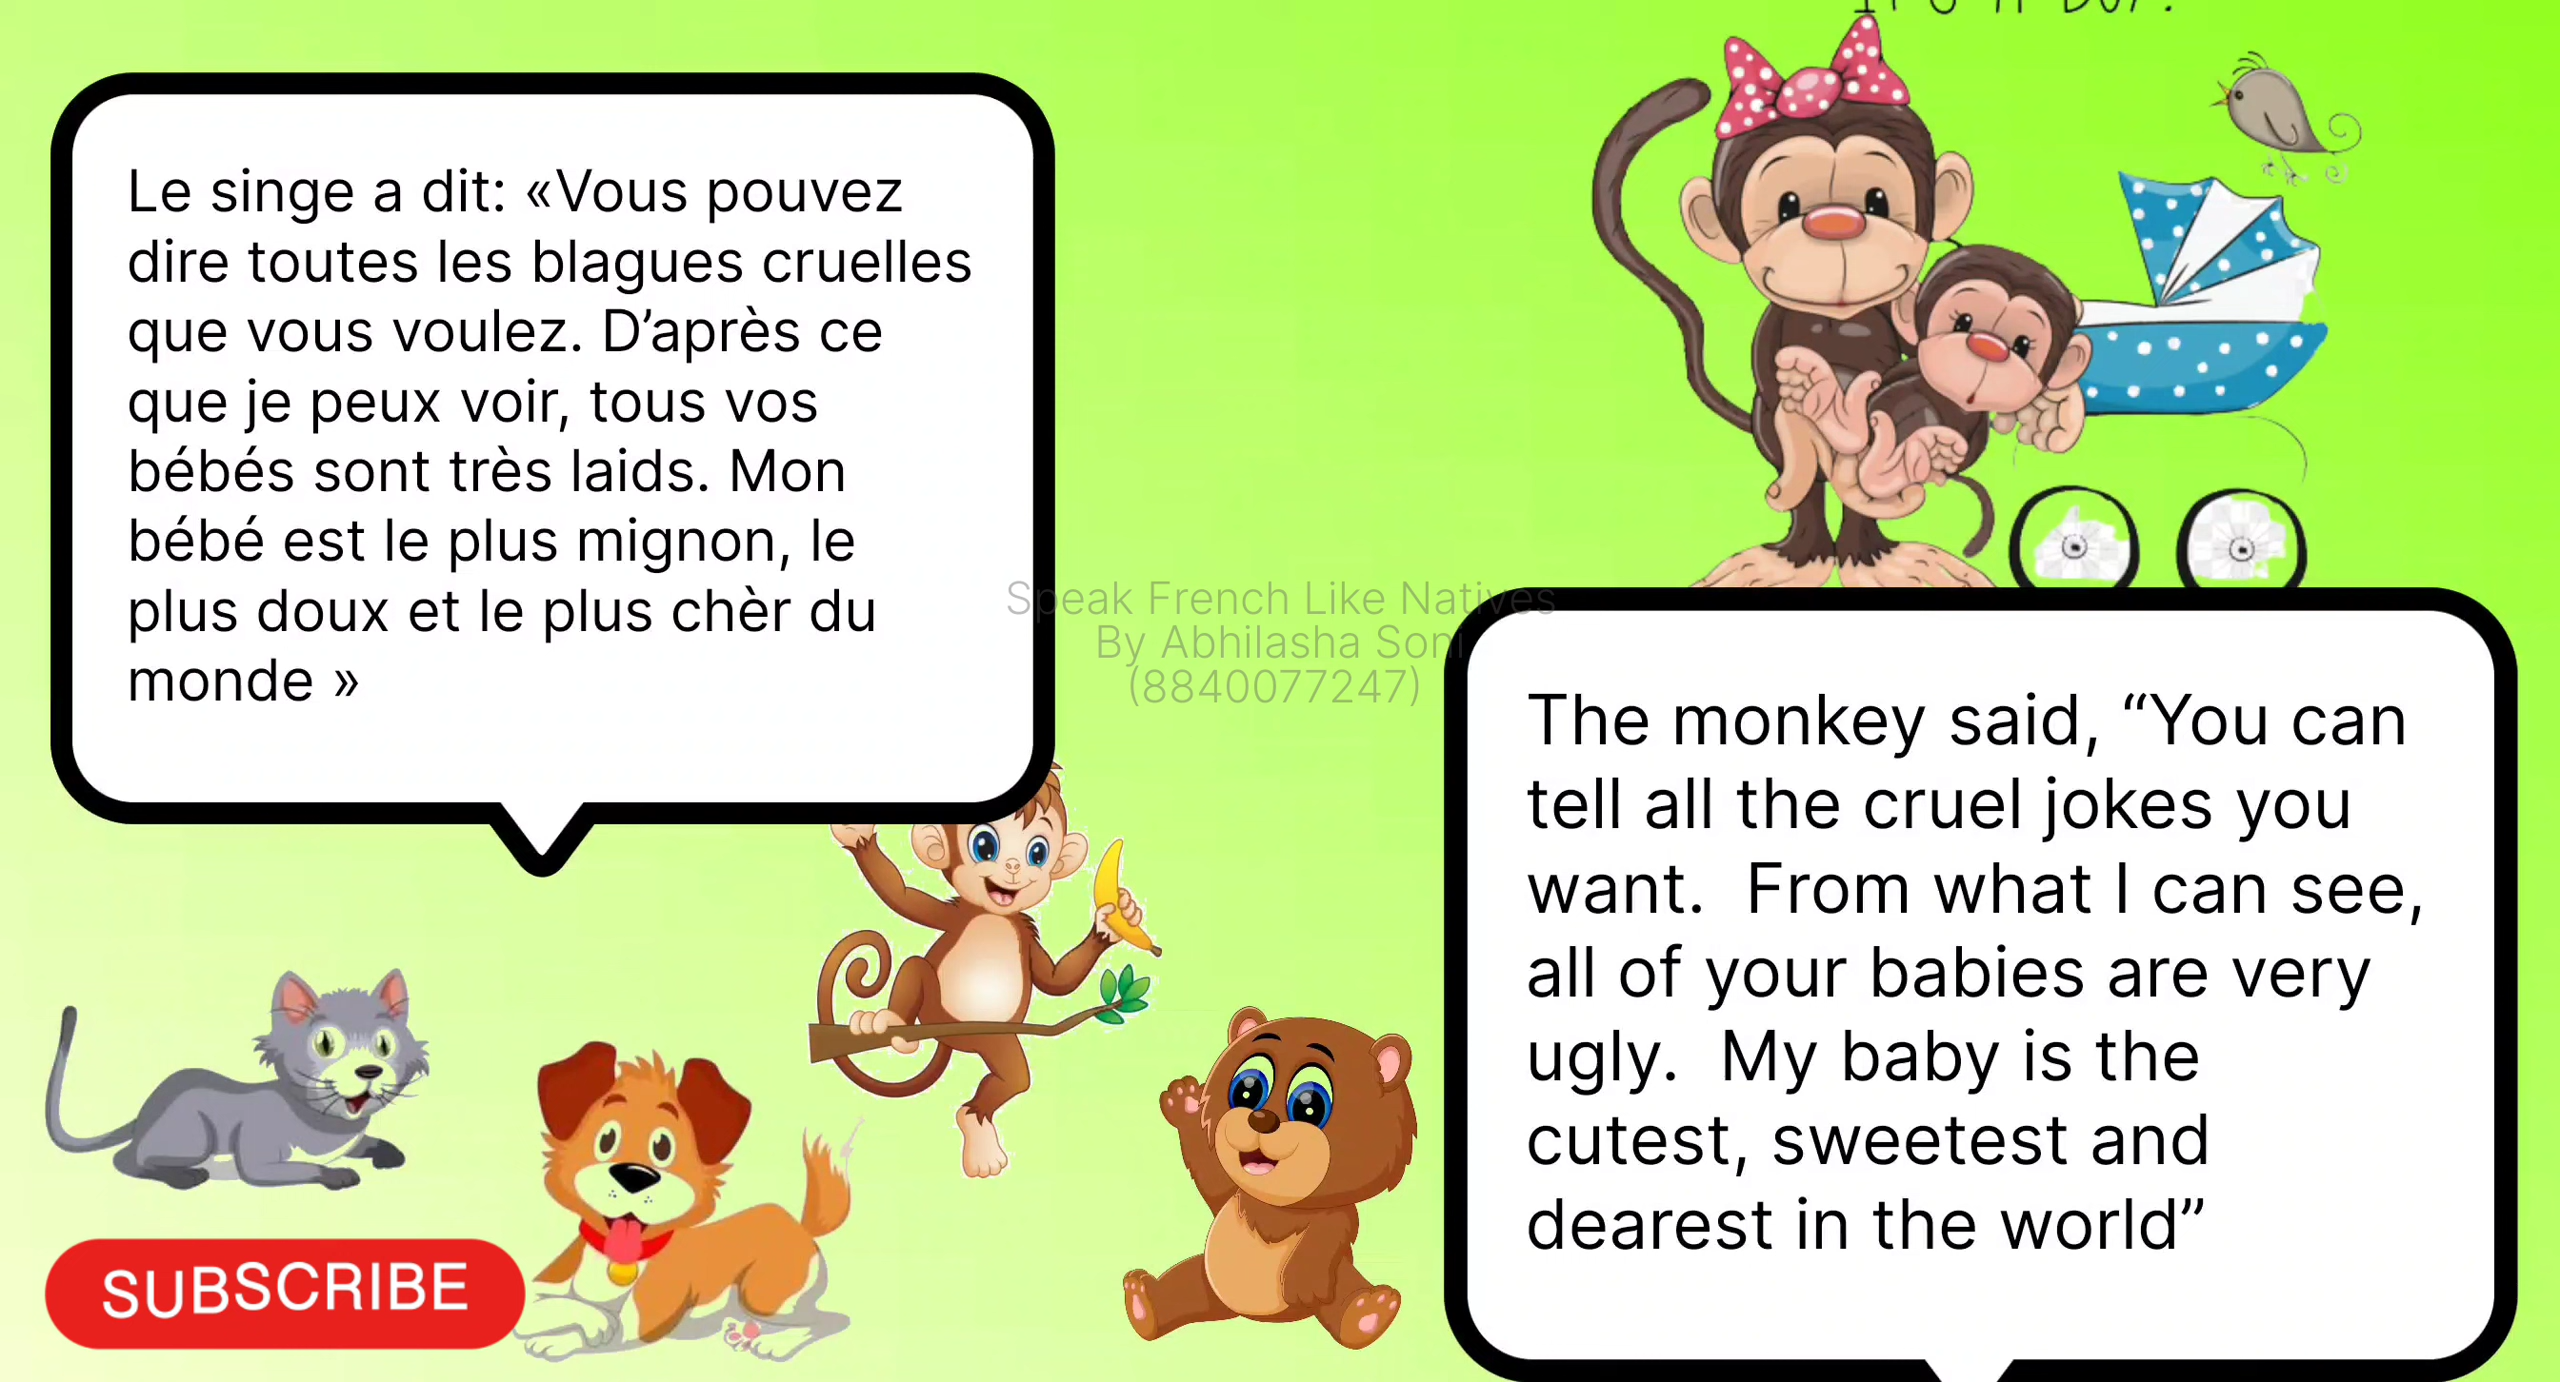 Le singe a dit: «Vous pouvez
dire toutes les blagues cruelles
que vous voulez. D’après ce
que je peux voir, tous vos
bébés sont très laids. Mon
bébé est le plus mignon, le
plus doux et le plus chèr du
monde »
Speak French Like Natives
By Abhilasha Soni
(8840077247)
The monkey said, “You can
tell all the cruel jokes you
want.  From what I can see,
all of your babies are very
ugly.  My baby is the
cutest, sweetest and
dearest in the world”
SUBSCRIBE